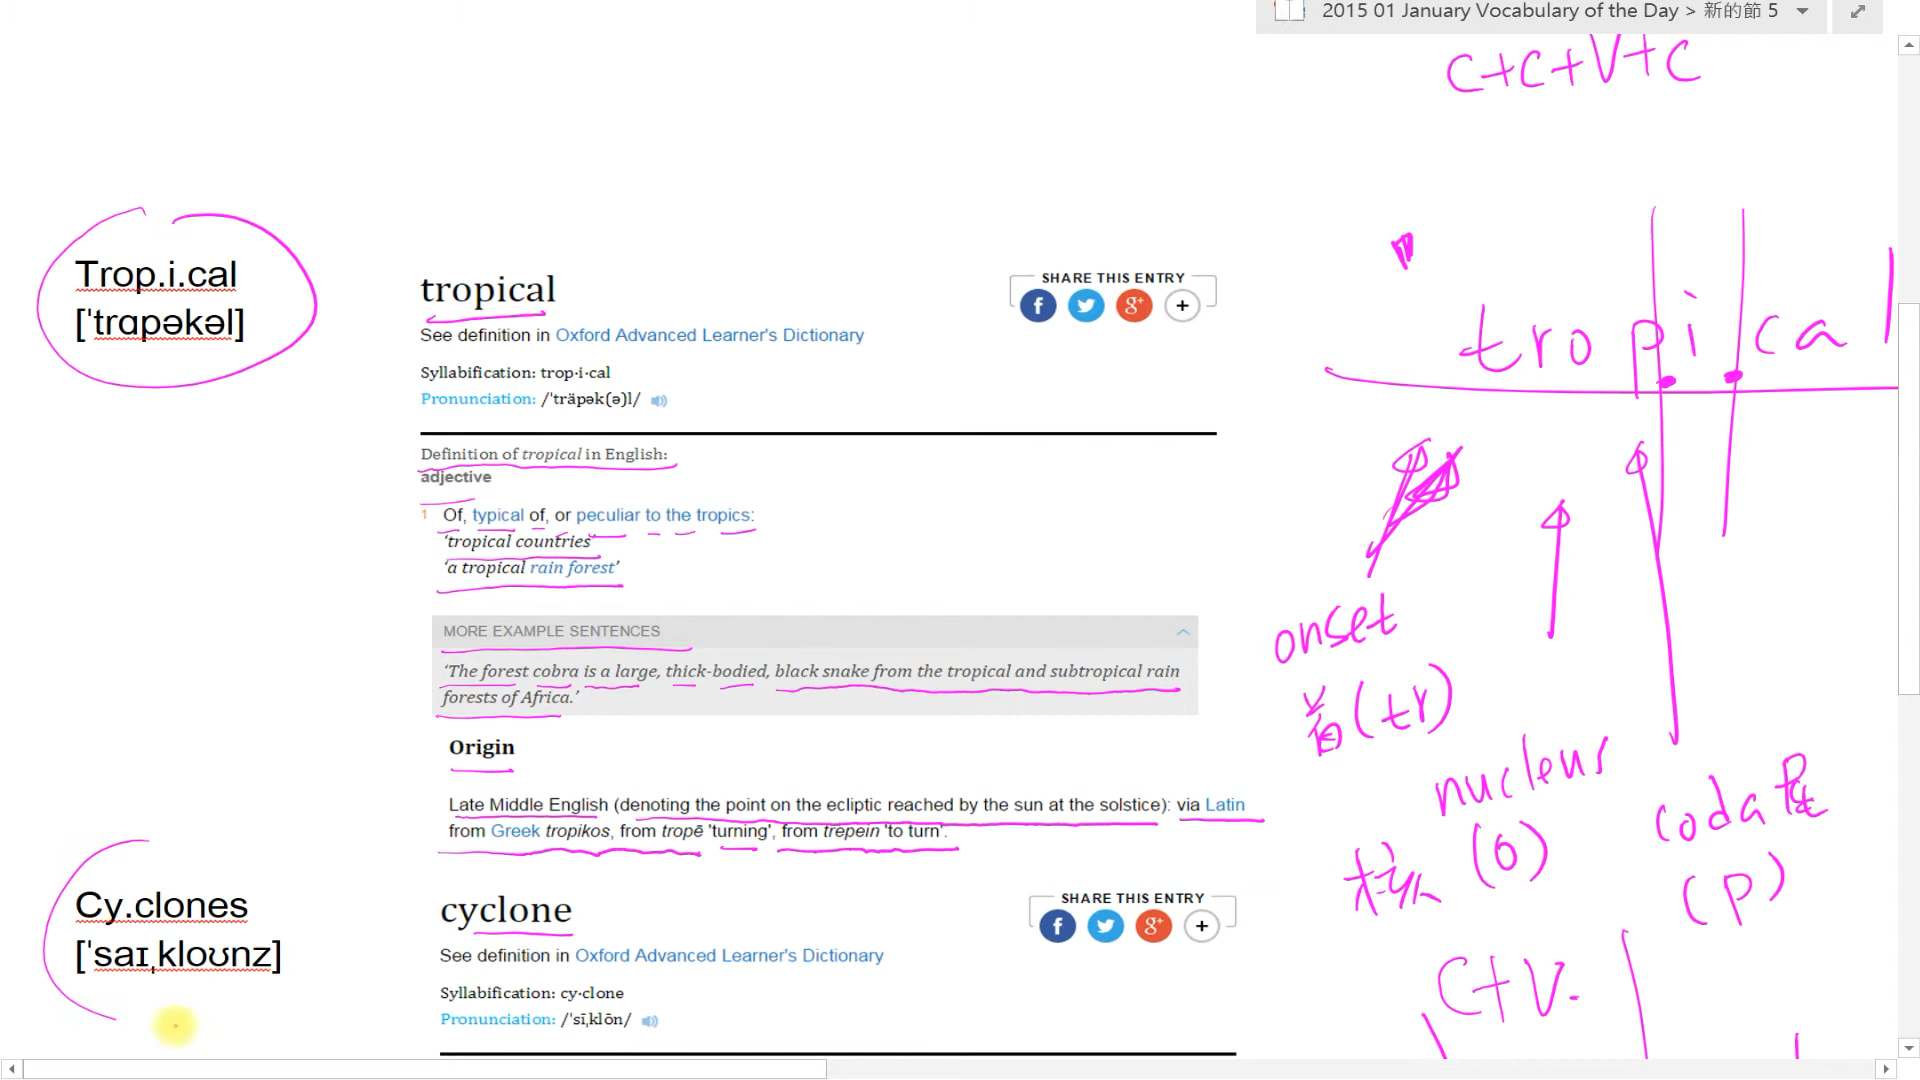 2015 01 January Vocabulary of the Day > 新的節 5
C+C+V+C
Trop.i.cal
[ˈtrɑpəkəl]
tropical
SHARE THIS ENTRY
See definition in Oxford Advanced Learner's Dictionary
Syllabification: trop·i·cal
Pronunciation: /ˈträpək(ə)l/
Definition of tropical in English:
adjective
1 Of, typical of, or peculiar to the tropics:
‘tropical countries’
‘a tropical rain forest’
MORE EXAMPLE SENTENCES
‘The forest cobra is a large, thick-bodied, black snake from the tropical and subtropical rain
forests of Africa.’
Origin
Late Middle English (denoting the point on the ecliptic reached by the sun at the solstice): via Latin
from Greek tropikos, from tropē 'turning', from trepein 'to turn'.
tropical
onset
首(tr)
nucleus
核 (o)
coda 尾
(p)
C+V.
Cy.clones
[ˈsaɪˌkloʊnz]
cyclone
SHARE THIS ENTRY
See definition in Oxford Advanced Learner's Dictionary
Syllabification: cy·clone
Pronunciation: /ˈsīˌklōn/